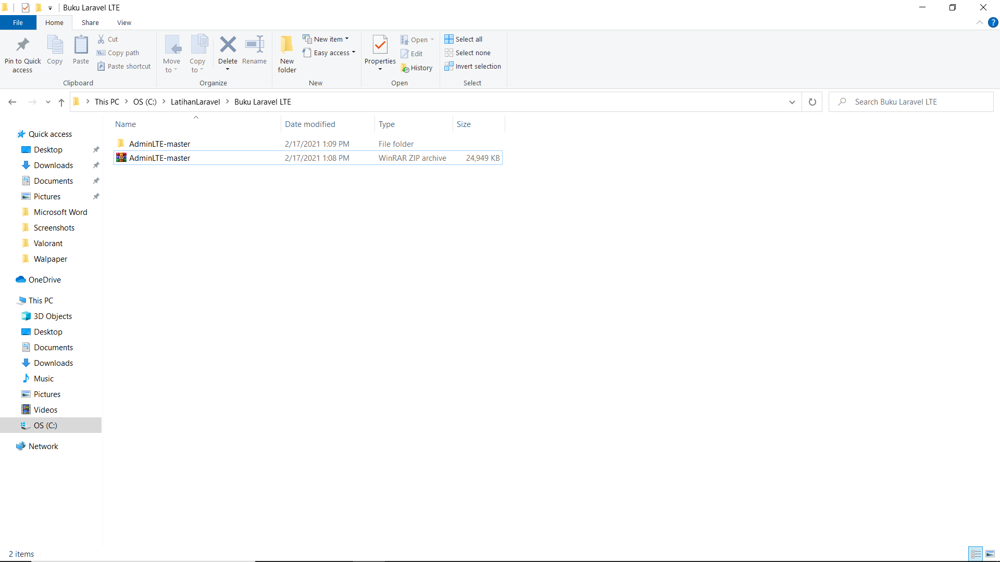 Buku Laravel LTE
File
Home
Share
View
Pin to Quick access
Copy
Paste
Cut
Copy path
Paste shortcut
Clipboard
Move to
Copy to
Delete
Rename
Organize
New folder
New item
Easy access
New
Properties
Open
Edit
History
Open
Select all
Select none
Invert selection
Select
This PC > OS (C:) > LatihanLaravel > Buku Laravel LTE
Search Buku Laravel LTE
Name Date modified Type Size
AdminLTE-master 2/17/2021 1:09 PM File folder
AdminLTE-master 2/17/2021 1:08 PM WinRAR ZIP archive 24,949 KB
Quick access
Desktop
Downloads
Documents
Pictures
Microsoft Word
Screenshots
Valorant
Walpaper
OneDrive
This PC
3D Objects
Desktop
Documents
Downloads
Music
Pictures
Videos
OS (C:)
Network
2 items